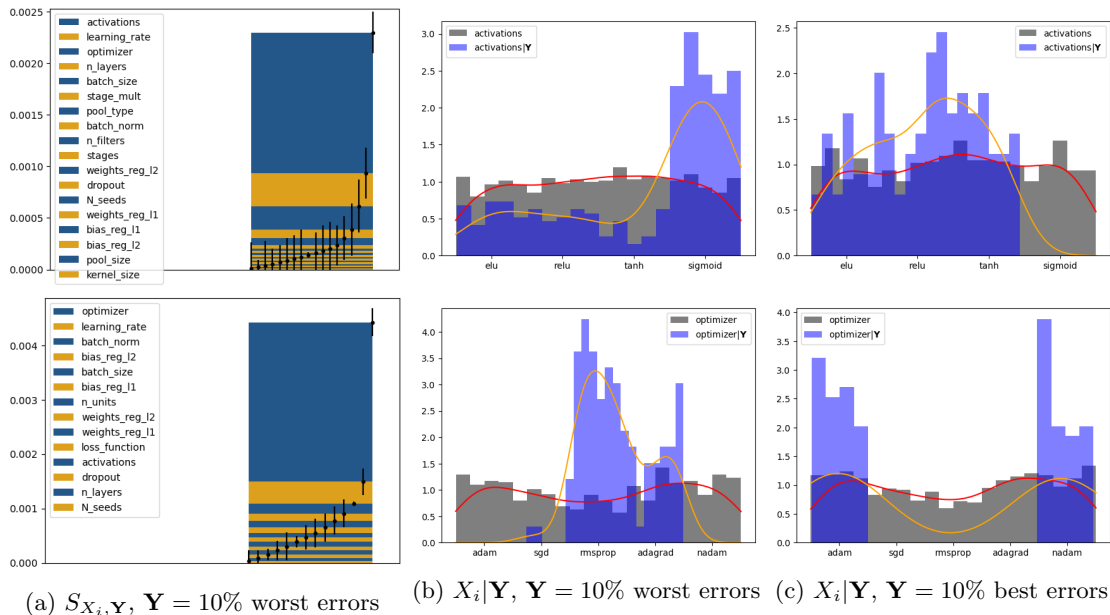 0.0025
0.0020
0.0015
0.0010
0.0005
0.0000
activations
learning_rate
optimizer
n_layers
batch_size
stage_mult
pool_type
batch_norm
n_filters
stages
weights_reg_l2
dropout
N_seeds
weights_reg_l1
bias_reg_l1
bias_reg_l2
pool_size
kernel_size
3.0
2.5
2.0
1.5
1.0
0.5
0.0
activations
activations|Y
elu relu tanh sigmoid
2.5
2.0
1.5
1.0
0.5
0.0
activations
activations|Y
elu relu tanh sigmoid
0.004
0.003
0.002
0.001
0.000
optimizer
learning_rate
batch_norm
bias_reg_l2
batch_size
bias_reg_l1
n_units
weights_reg_l2
weights_reg_l1
loss_function
activations
dropout
n_layers
N_seeds
4.0
3.5
3.0
2.5
2.0
1.5
1.0
0.5
0.0
optimizer
optimizer|Y
adam sgd rmsprop adagrad nadam
4.0
3.5
3.0
2.5
2.0
1.5
1.0
0.5
0.0
optimizer
optimizer|Y
adam sgd rmsprop adagrad nadam
(a) S_{X_i,Y}, Y = 10% worst errors
(b) X_i|Y, Y = 10% worst errors
(c) X_i|Y, Y = 10% best errors